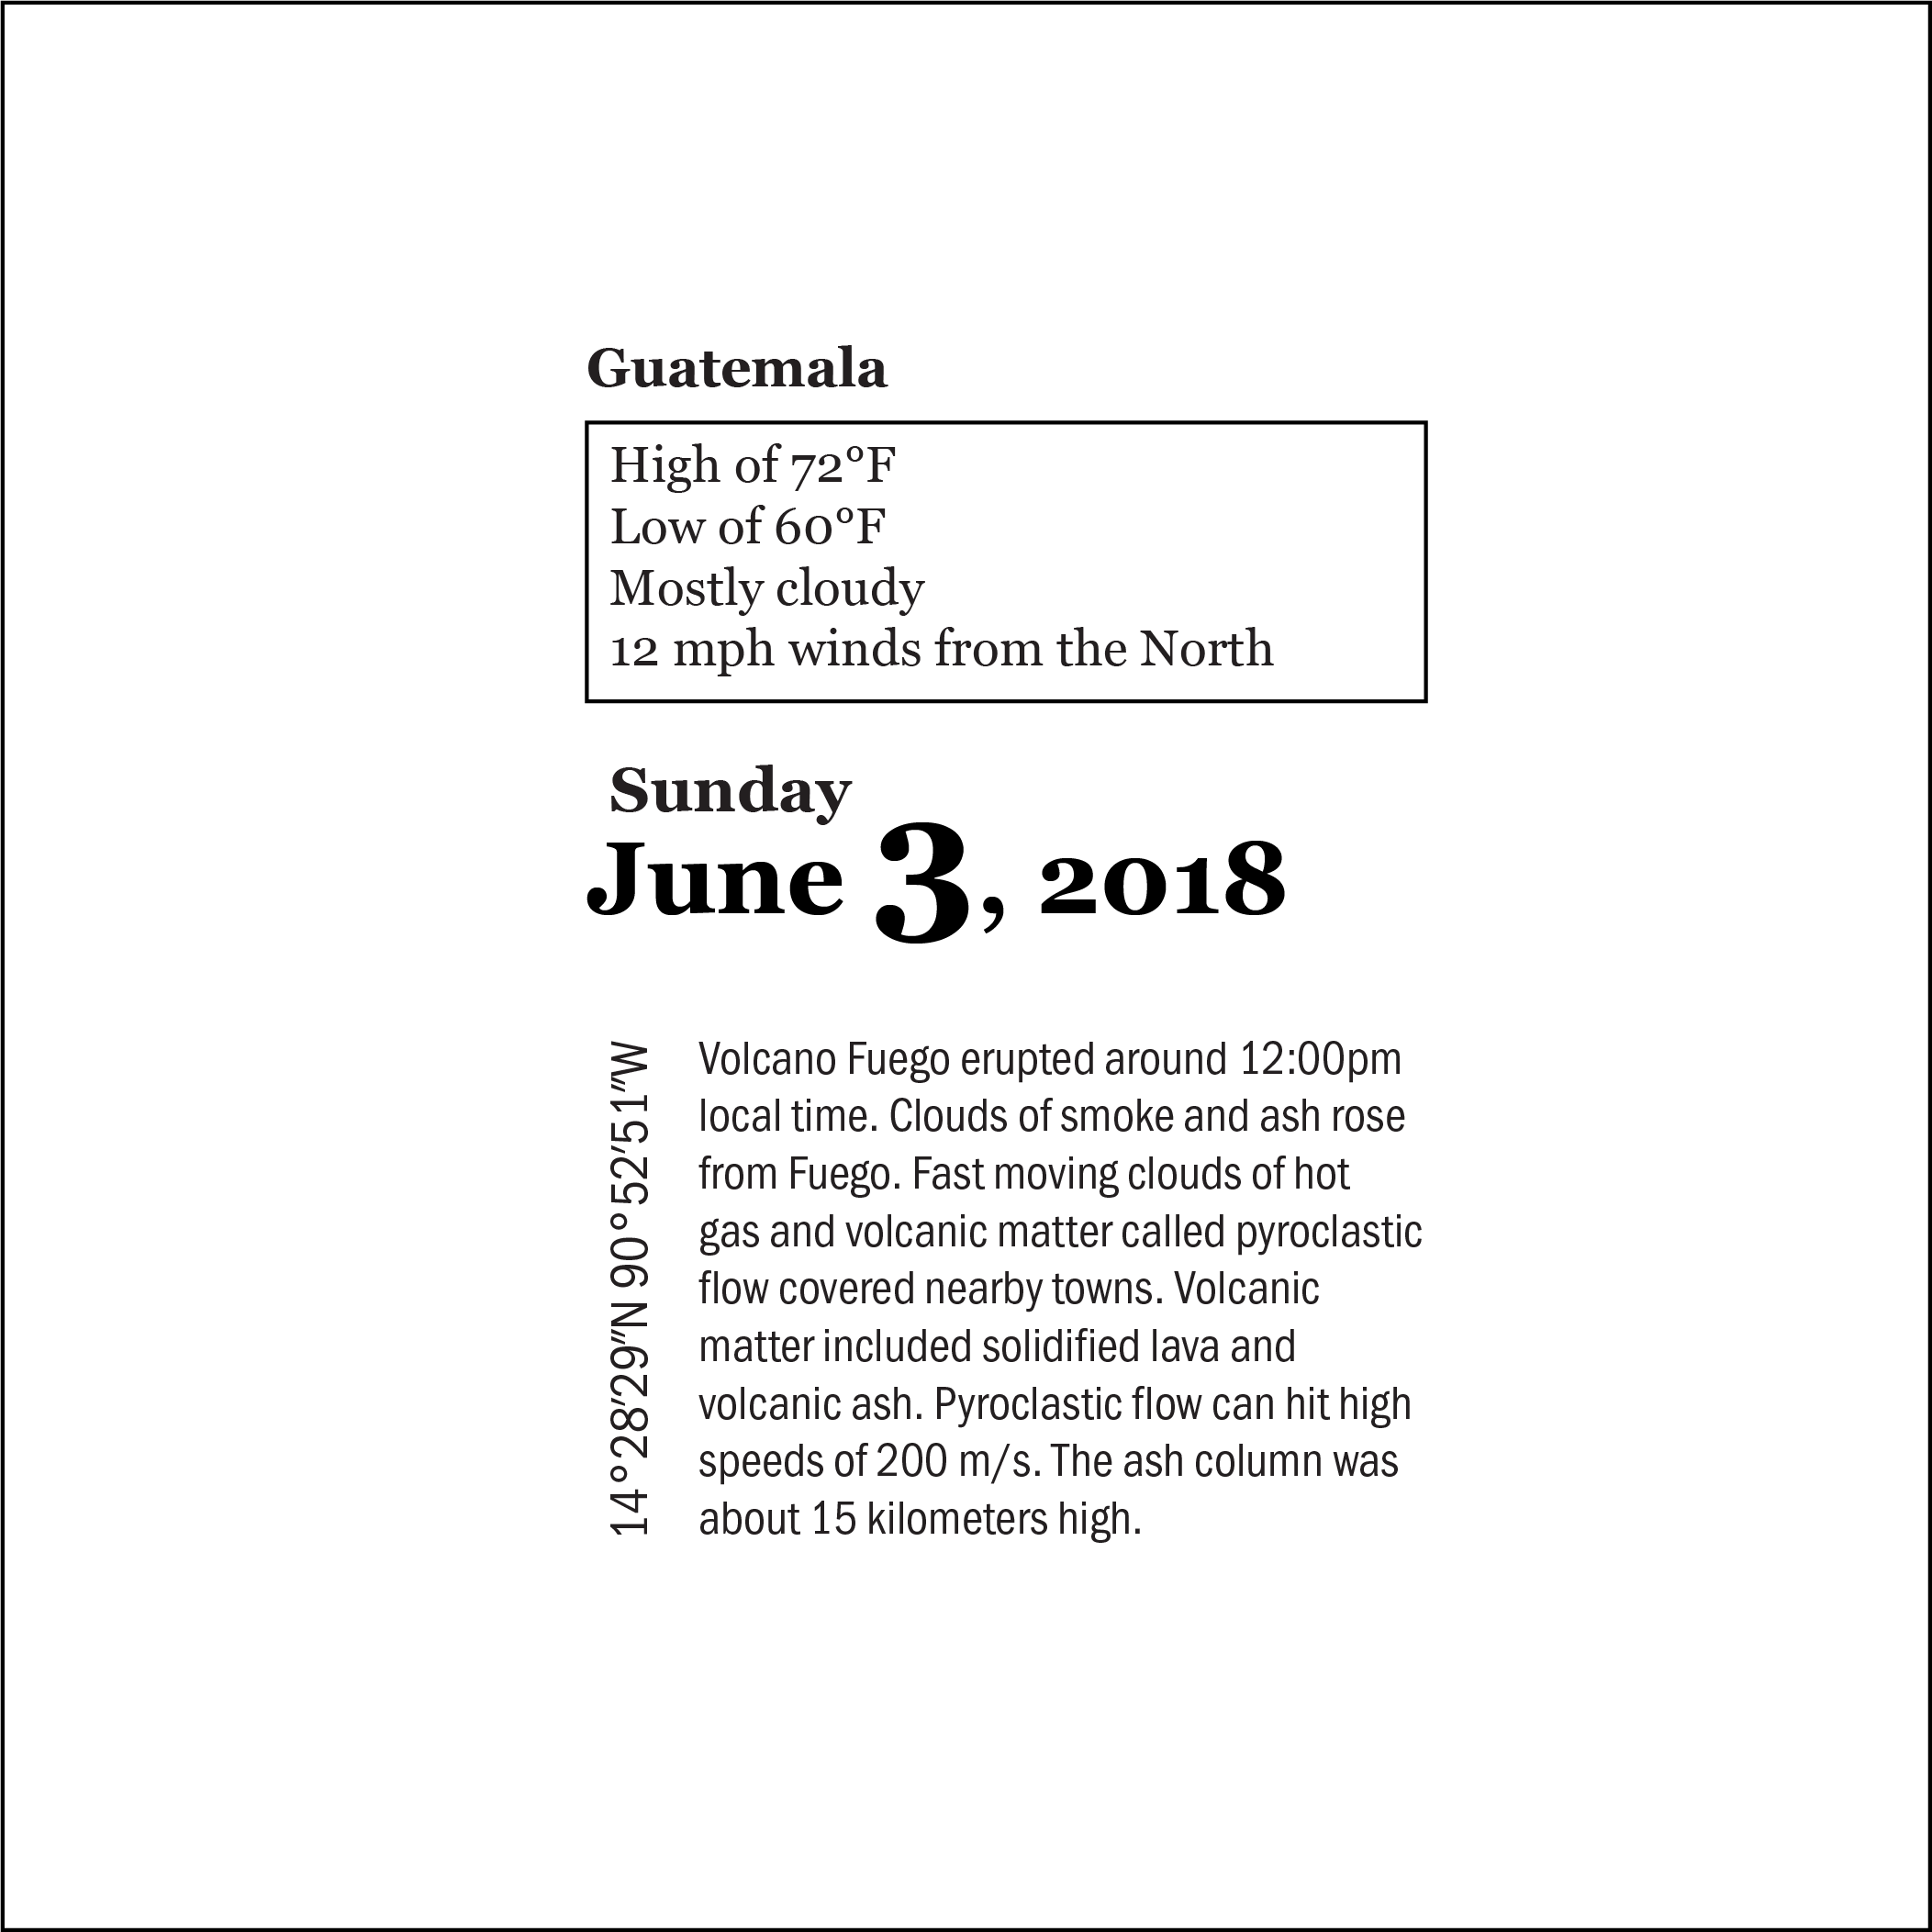 Guatemala
High of 72°F
Low of 60°F
Mostly cloudy
12 mph winds from the North
Sunday
June 3, 2018
14°28′29″N 90°52′51″W
Volcano Fuego erupted around 12:00pm
local time. Clouds of smoke and ash rose
from Fuego. Fast moving clouds of hot
gas and volcanic matter called pyroclastic
flow covered nearby towns. Volcanic
matter included solidified lava and
volcanic ash. Pyroclastic flow can hit high
speeds of 200 m/s. The ash column was
about 15 kilometers high.